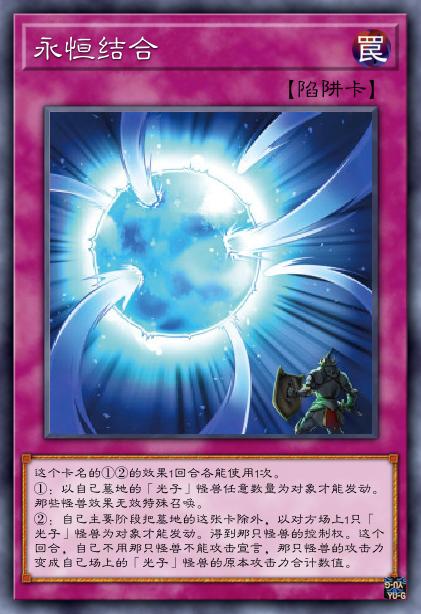 永恒结合
罠
【陷阱卡】
这个卡名的①②的效果1回合各能使用1次。
①：以自己墓地的「光子」怪兽任意数量为对象才能发动。
那些怪兽效果无效特殊召唤。
②：自己主要阶段把墓地的这张卡除外，以对方场上1只「
光子」怪兽为对象才能发动。得到那只怪兽的控制权。这个
回合，自己不用那只怪兽不能攻击宣言，那只怪兽的攻击力
变成自己场上的「光子」怪兽的原本攻击力合计数值。
YU-G